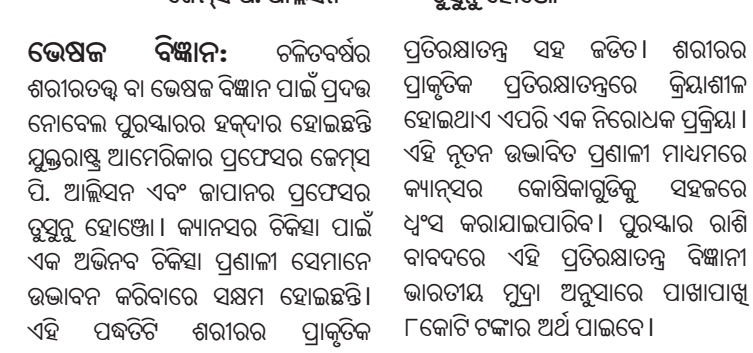 ଭେଷଜ ବିଜ୍ଞାନ: ଚଳିତବର୍ଷର
ଶରୀରତତ୍ତ୍ୱ ବା ଭେଷଜ ବିଜ୍ଞାନ ପାଇଁ ପ୍ରଦତ୍ତ
ନୋବେଲ ପୁରସ୍କାରର ହକ୍‌ଦାର ହୋଇଛନ୍ତି
ଯୁକ୍ତରାଷ୍ଟ୍ର ଆମେରିକାର ପ୍ରଫେସର ଜେମ୍‌ସ
ପି. ଆଲ୍ଲିସନ ଏବଂ ଜାପାନର ପ୍ରଫେସର
ତୁସୁନୁ ହୋଞ୍ଜୋ। କ୍ୟାନସର ଚିକିତ୍ସା ପାଇଁ
ଏକ ଅଭିନବ ଚିକିତ୍ସା ପ୍ରଣାଳୀ ସେମାନେ
ଉଦ୍ଭାବନ କରିବାରେ ସକ୍ଷମ ହୋଇଛନ୍ତି।
ଏହି ପଦ୍ଧତିଟି ଶରୀରର ପ୍ରାକୃତିକ
ପ୍ରତିରକ୍ଷାତନ୍ତ୍ର ସହ ଜଡିତ। ଶରୀରର
ପ୍ରାକୃତିକ ପ୍ରତିରକ୍ଷାତନ୍ତ୍ରରେ କ୍ରିୟାଶୀଳ
ହୋଇଥାଏ ଏପରି ଏକ ନିରୋଧକ ପ୍ରକ୍ରିୟା।
ଏହି ନୂତନ ଉଦ୍ଭାବିତ ପ୍ରଣାଳୀ ମାଧ୍ୟମରେ
କ୍ୟାନ୍‌ସର କୋଷିକାଗୁଡିକୁ ସହଜରେ
ଧ୍ୱଂସ କରାଯାଇପାରିବ। ପୁରସ୍କାର ରାଶି
ବାବଦରେ ଏହି ପ୍ରତିରକ୍ଷାତନ୍ତ୍ର ବିଜ୍ଞାନୀ
ଭାରତୀୟ ମୁଦ୍ରା ଅନୁସାରେ ପାଖାପାଖି
୮କୋଟି ଟଙ୍କାର ଅର୍ଥ ପାଇବେ।